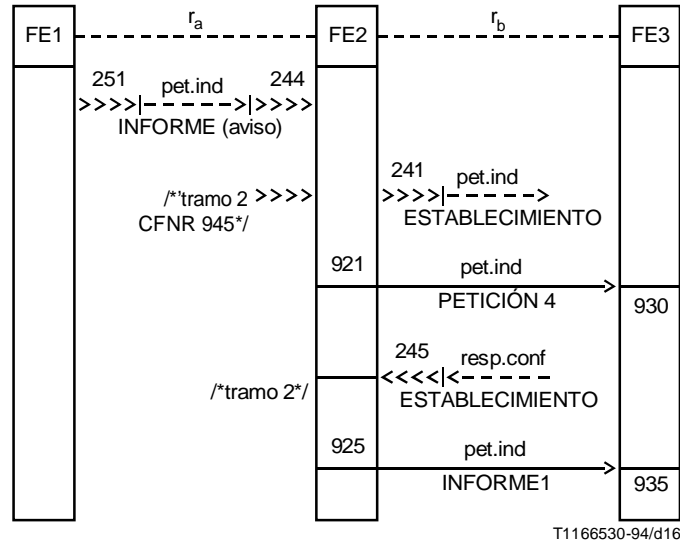 FE1
ra
FE2
rb
FE3
251
pet.ind
244
>>>>|– – – –>|>>>>
INFORME (aviso)
241
pet.ind
/*'tramo 2 >>>>
>>>>|– – – – –>
CFNR 945*/
ESTABLECIMIENTO
921
pet.ind
PETICIÓN 4
930
245
resp.conf
/*tramo 2*/
<<<<|<– – – – –
ESTABLECIMIENTO
925
pet.ind
INFORME1
935
T1166530-94/d16